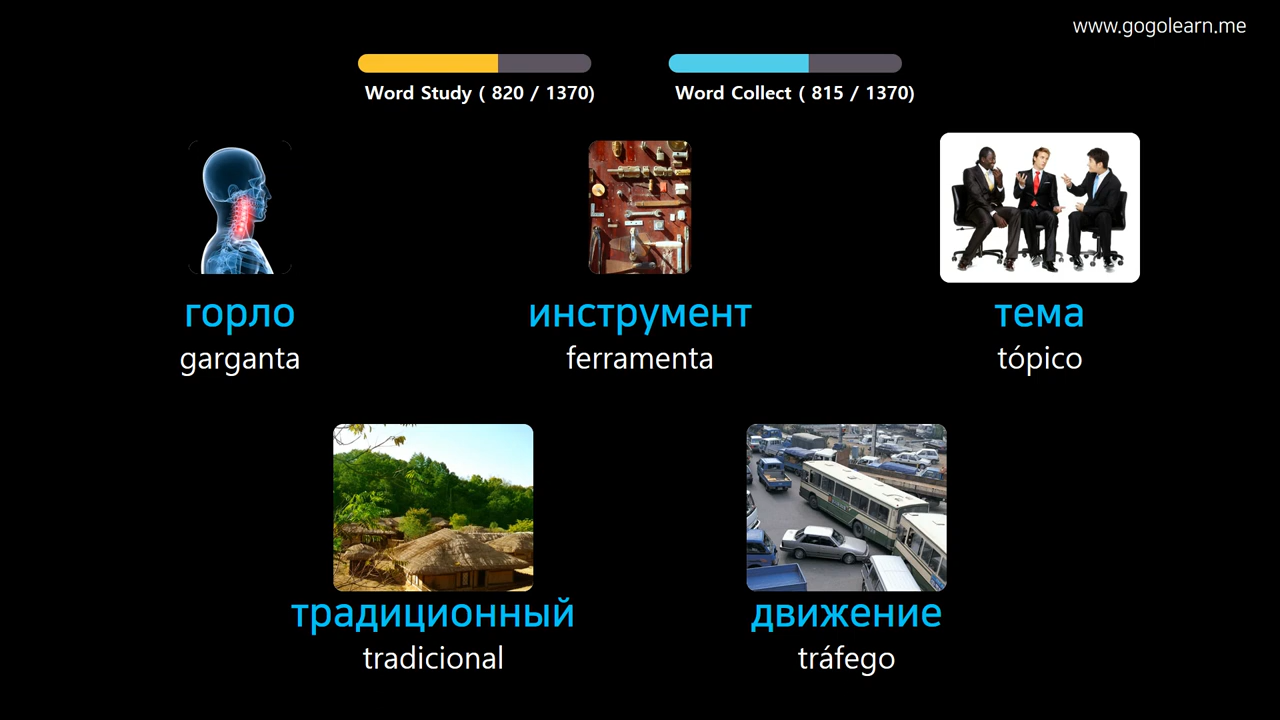 www.gogolearn.me
Word Study ( 820 / 1370)
Word Collect ( 815 / 1370)
горло
garganta
инструмент
ferramenta
тема
tópico
традиционный
tradicional
движение
tráfego